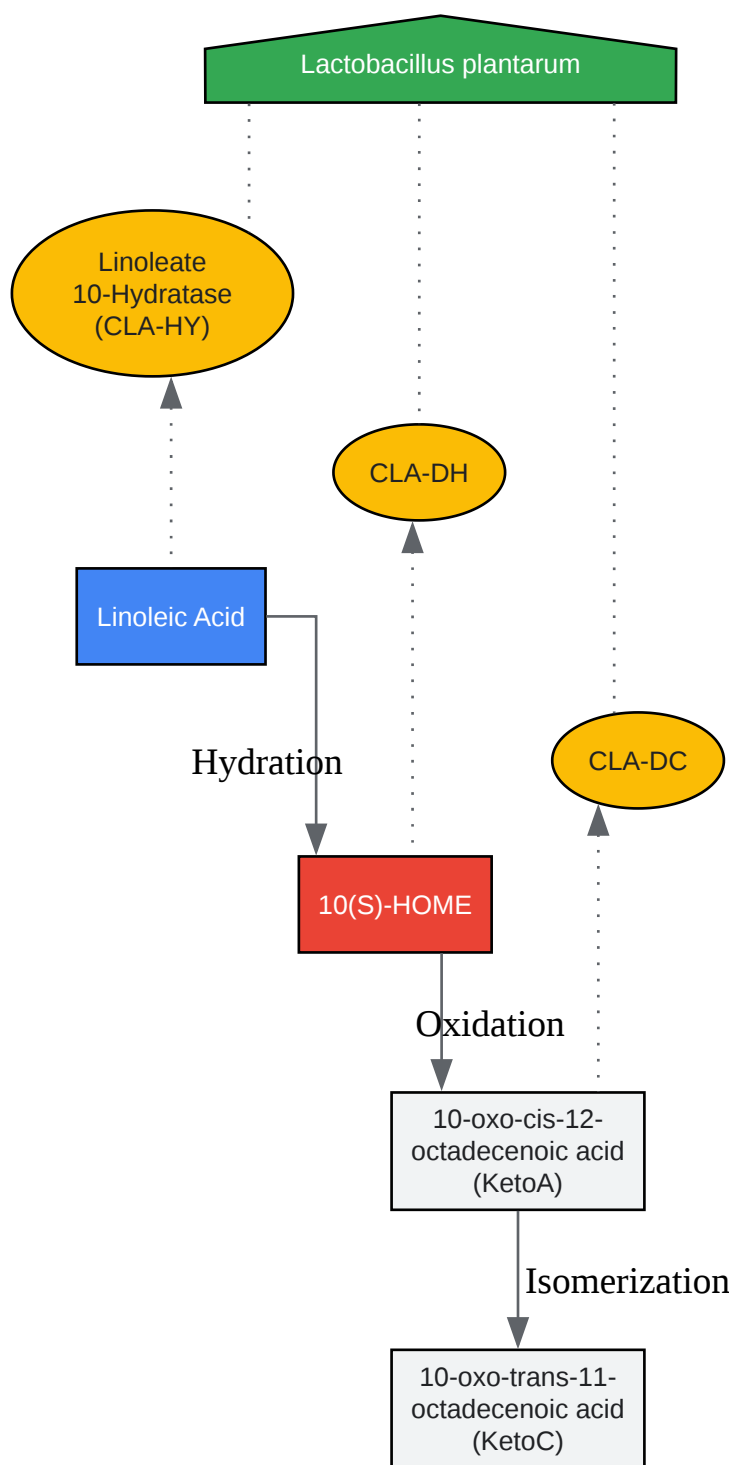 Lactobacillus plantarum
Linoleate
10-Hydratase
(CLA-HY)
CLA-DH
Linoleic Acid
Hydration
CLA-DC
10(S)-HOME
Oxidation
10-oxo-cis-12-
octadecenoic acid
(KetoA)
Isomerization
10-oxo-trans-11-
octadecenoic acid
(KetoC)